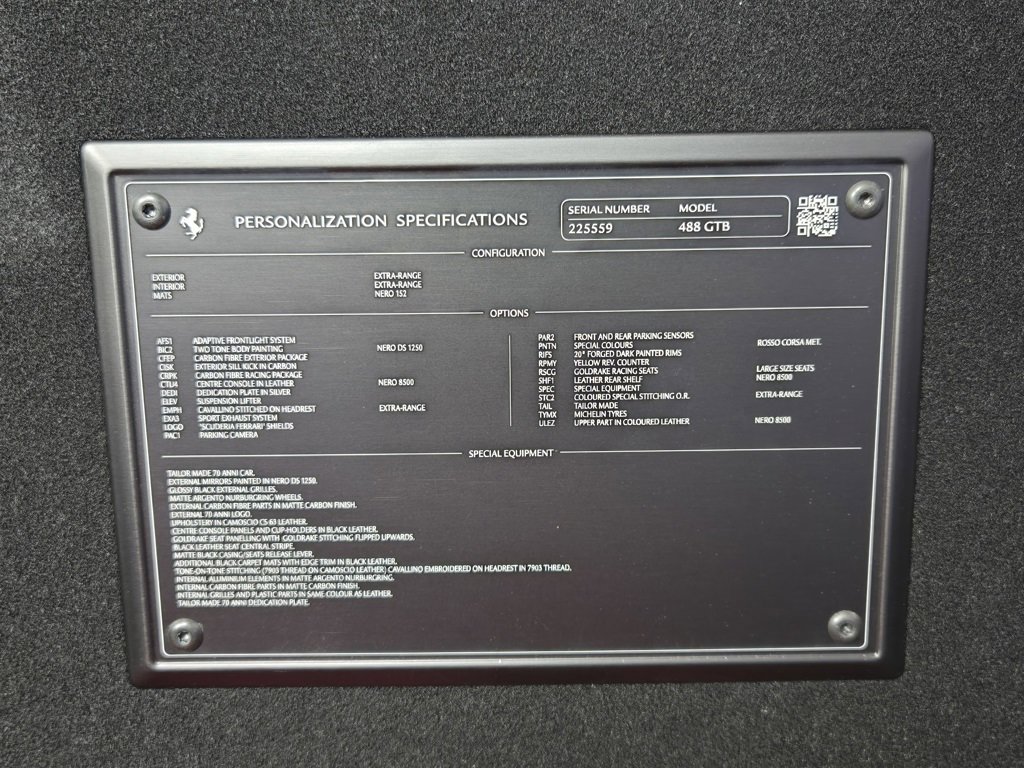 PERSONALIZATION SPECIFICATIONS
SERIAL NUMBER MODEL
225559 488 GTB
CONFIGURATION
EXTERIOR EXTRA-RANGE
INTERIOR EXTRA-RANGE
MATS NERO 152
OPTIONS
AFS1 ADAPTIVE FRONTLIGHT SYSTEM
BIC2 TWO TONE BODY PAINTING NERO DS 1250
CFEP CARBON FIBRE EXTERIOR PACKAGE
CISK EXTERIOR SILL KICK IN CARBON
CRPK CARBON FIBRE RACING PACKAGE
CTU4 CENTRE CONSOLE IN LEATHER NERO 8500
DEDI DEDICATION PLATE IN SILVER
ELEV SUSPENSION LIFTER
EMPH CAVALLINO STITCHED ON HEADREST EXTRA-RANGE
EXA3 SPORT EXHAUST SYSTEM
LOGO "SCUDERIA FERRARI" SHIELDS
PAC1 PARKING CAMERA
PAR2 FRONT AND REAR PARKING SENSORS
PNTN SPECIAL COLOURS ROSSO CORSA MET.
RIFS 20" FORGED DARK PAINTED RIMS
RPMY YELLOW REV. COUNTER
RSCG GOLDRAKE RACING SEATS LARGE SIZE SEATS
SHF1 LEATHER REAR SHELF NERO 8500
SPEC SPECIAL EQUIPMENT
STC2 COLOURED SPECIAL STITCHING O.R. EXTRA-RANGE
TAIL TAILOR MADE
TYMX MICHELIN TYRES
ULEZ UPPER PART IN COLOURED LEATHER NERO 8500
SPECIAL EQUIPMENT
TAILOR MADE 70 ANNI CAR.
EXTERNAL MIRRORS PAINTED IN NERO DS 1250.
GLOSSY BLACK EXTERNAL GRILLES.
MATTE ARGENTO NURBURGRING WHEELS.
EXTERNAL CARBON FIBRE PARTS IN MATTE CARBON FINISH.
EXTERNAL 70 ANNI LOGO.
UPHOLSTERY IN CAMOSCIO CS 63 LEATHER.
CENTRE CONSOLE PANELS AND CUP-HOLDERS IN BLACK LEATHER.
GOLDRAKE SEAT PANELLING WITH GOLDRAKE STITCHING FLIPPED UPWARDS.
BLACK LEATHER SEAT CENTRAL STRIPE.
MATTE BLACK CASING/SEATS RELEASE LEVER.
ADDITIONAL BLACK CARPET MATS WITH EDGE TRIM IN BLACK LEATHER.
TONE-ON-TONE STITCHING (7903 THREAD ON CAMOSCIO LEATHER) CAVALLINO EMBROIDERED ON HEADREST IN 7903 THREAD.
INTERNAL ALUMINIUM ELEMENTS IN MATTE ARGENTO NURBURGRING.
INTERNAL CARBON FIBRE PARTS IN MATTE CARBON FINISH.
INTERNAL GRILLES AND PLASTIC PARTS IN SAME COLOUR AS LEATHER.
TAILOR MADE 70 ANNI DEDICATION PLATE.